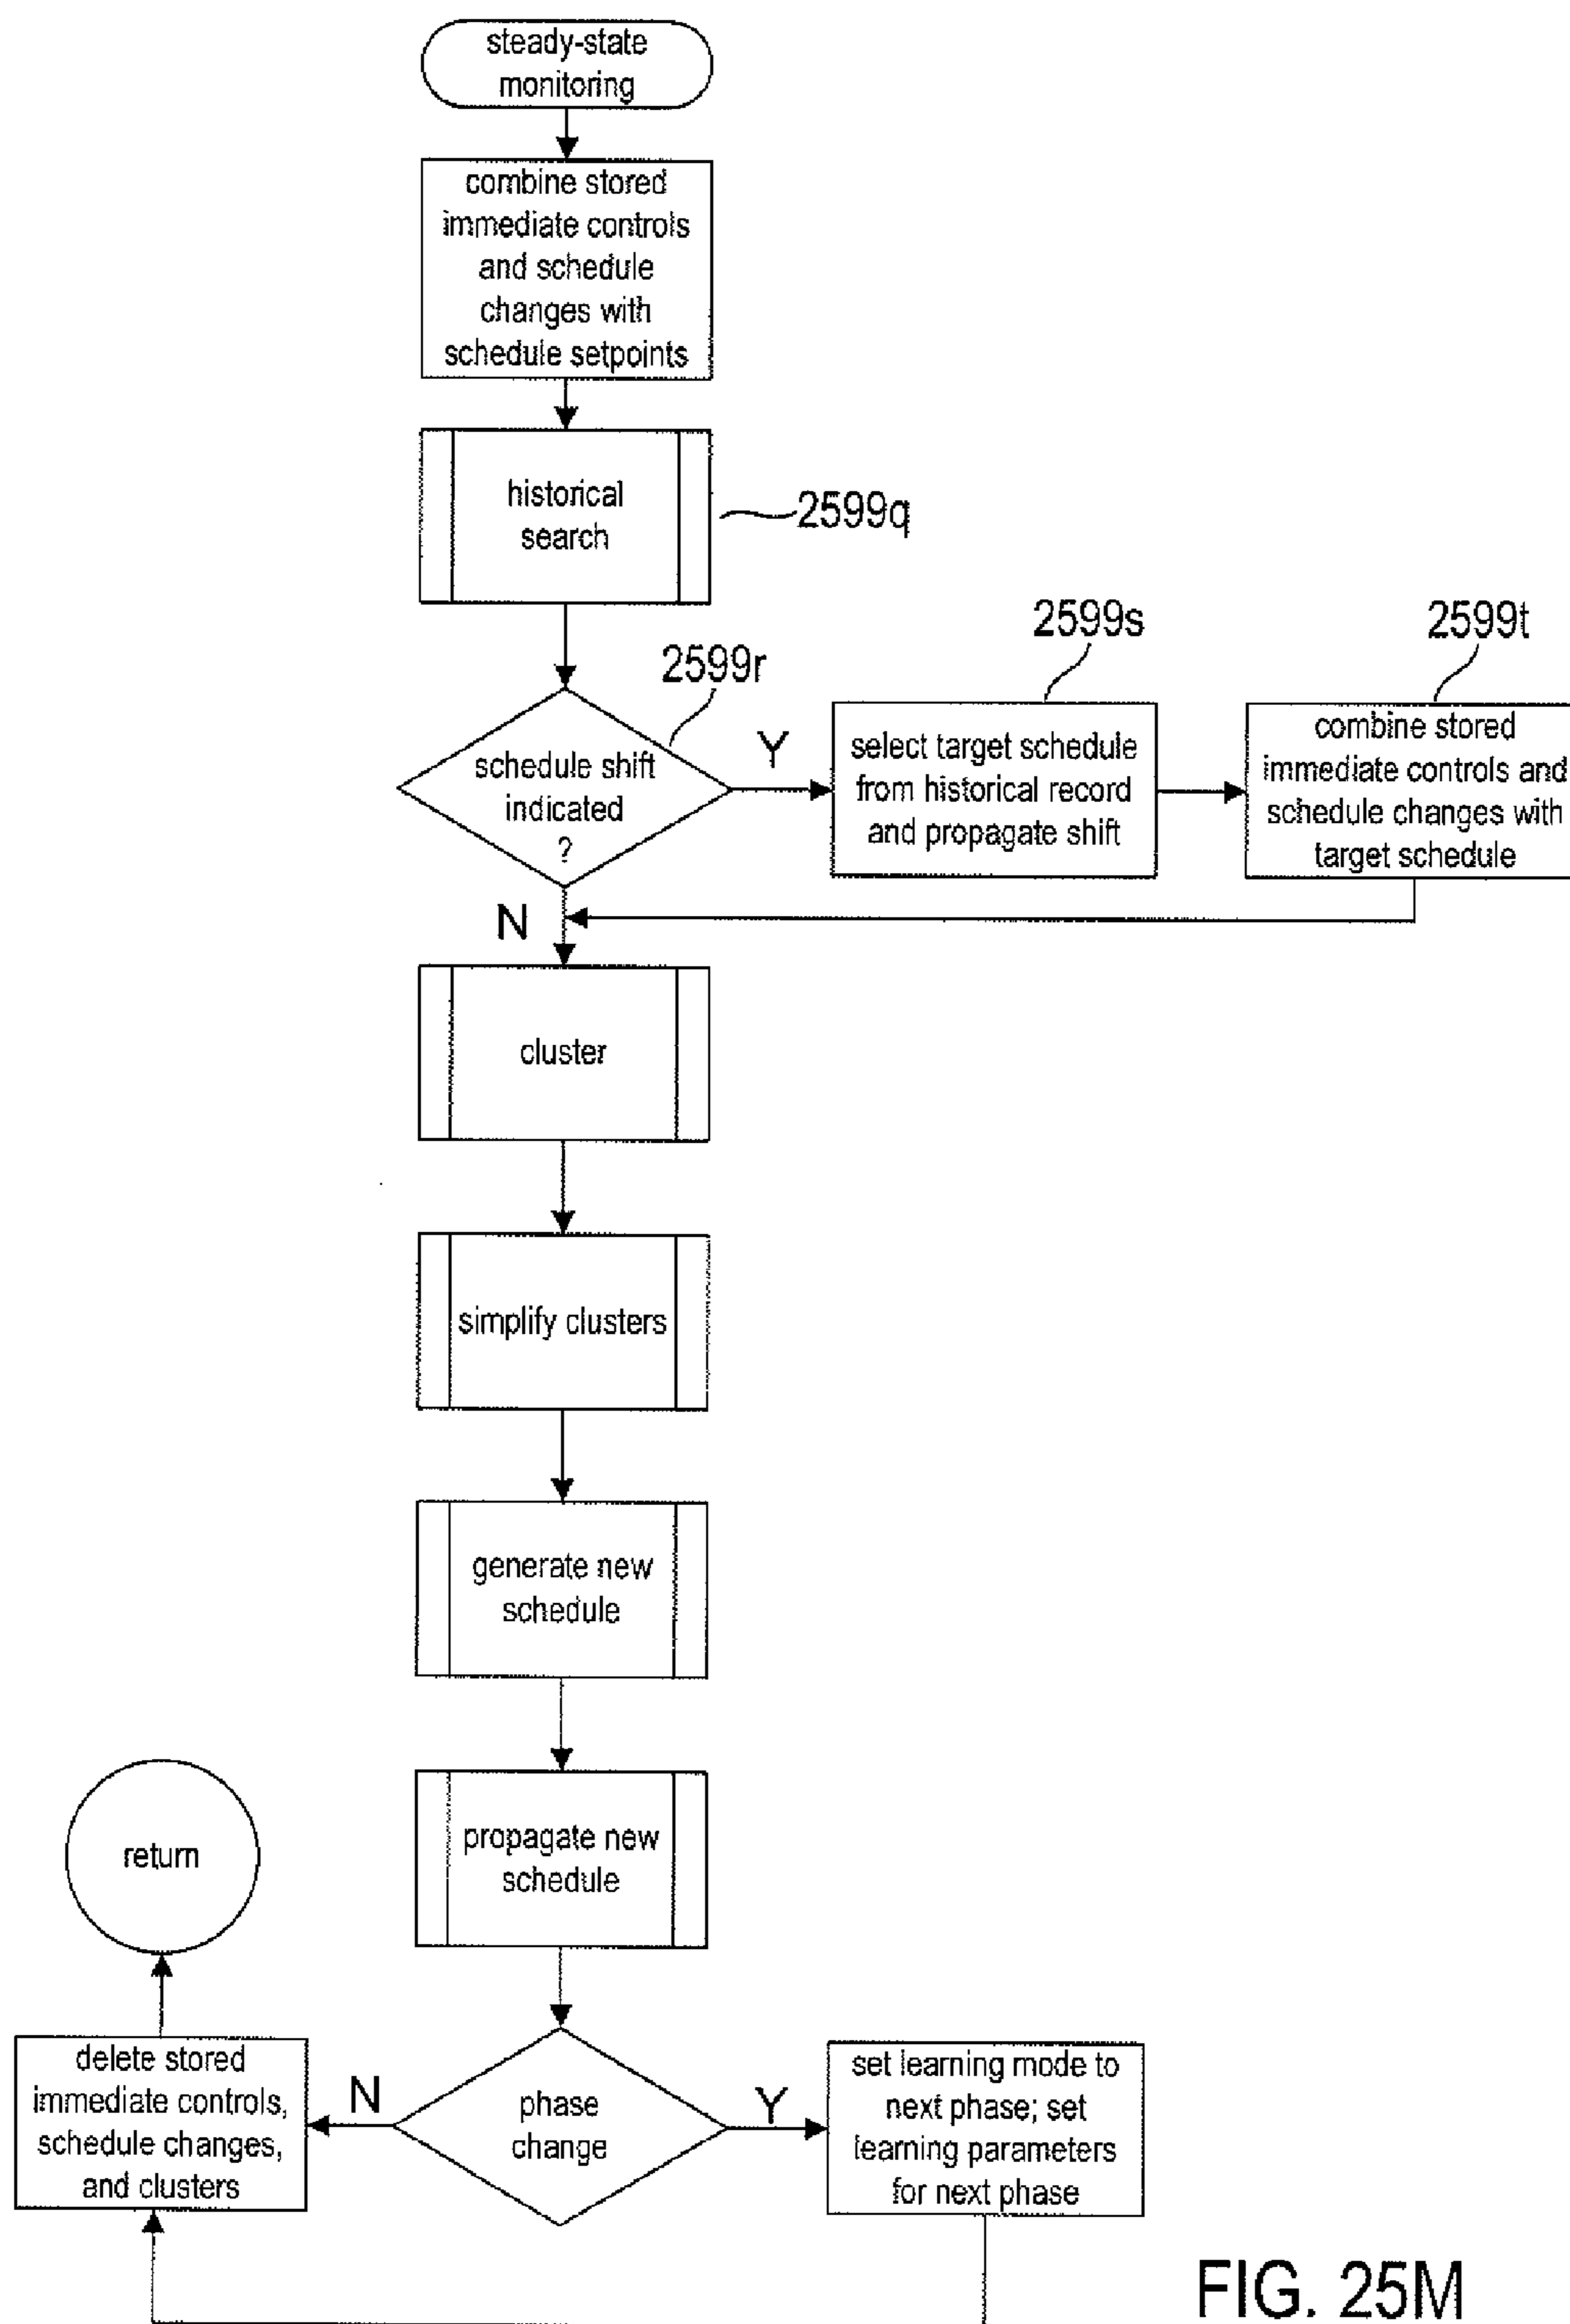 steady-state
monitoring
combine stored
immediate controls
and schedule
changes with
schedule setpoints
historical
search
2599q
2599r
2599s
2599t
schedule shift
indicated
?
Y
select target schedule
from historical record
and propagate shift
combine stored
immediate controls and
schedule changes with
target schedule
N
cluster
simplify clusters
generate new
schedule
propagate new
schedule
return
delete stored
immediate controls,
schedule changes,
and clusters
N
phase
change
Y
set learning mode to
next phase; set
learning parameters
for next phase
FIG. 25M